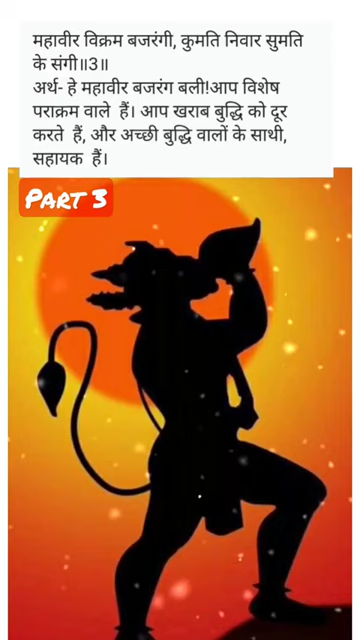 महावीर विक्रम बजरंगी, कुमति निवार सुमति
के संगी॥3॥
अर्थ- हे महावीर बजरंग बली!आप विशेष
पराक्रम वाले हैं। आप खराब बुद्धि को दूर
करते हैं, और अच्छी बुद्धि वालों के साथी,
सहायक हैं।
PART 3